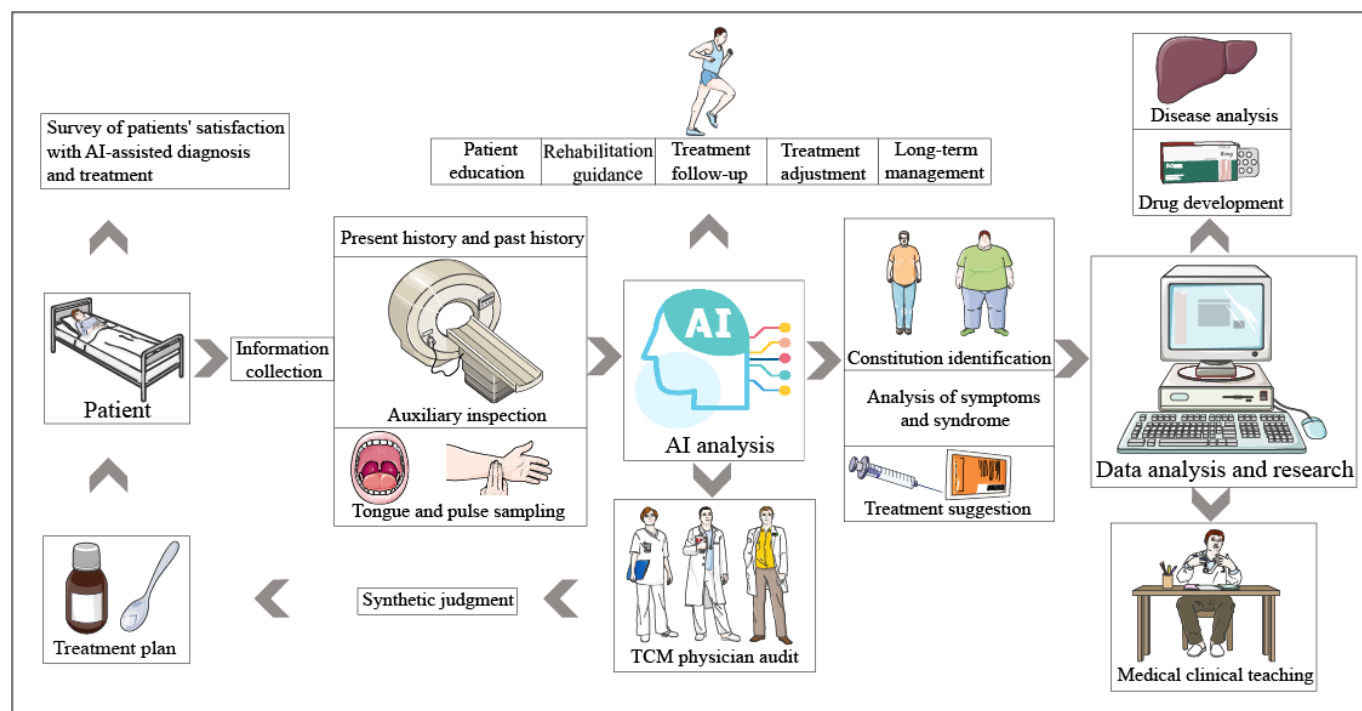 Survey of patients' satisfaction
with AI-assisted diagnosis
and treatment
Patient
education
Rehabilitation
guidance
Treatment
follow-up
Treatment
adjustment
Long-term
management
Disease analysis
Drug development
Present history and past history
Auxiliary inspection
Tongue and pulse sampling
Patient
Information
collection
AI
AI analysis
Constitution identification
Analysis of symptoms
and syndrome
Treatment suggestion
Data analysis and research
Treatment plan
Synthetic judgment
TCM physician audit
Medical clinical teaching